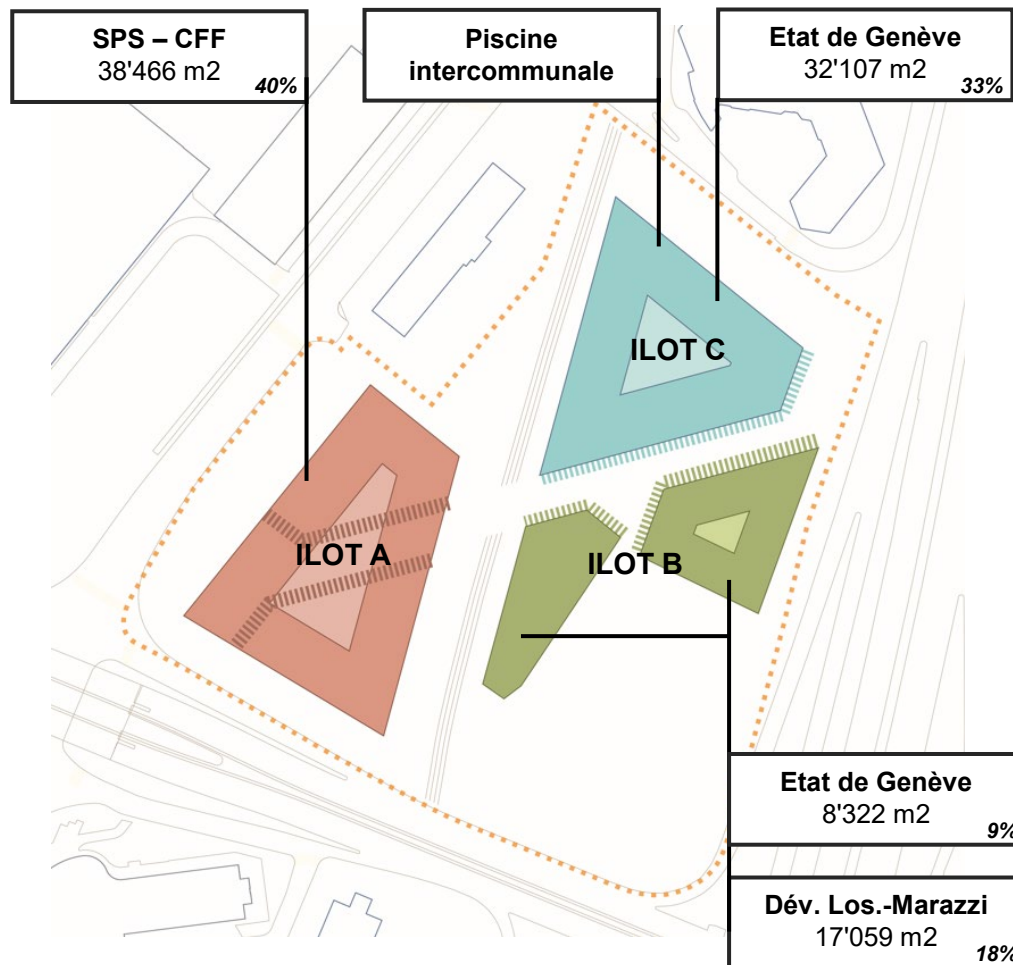 SPS – CFF
38'466 m2
40%
Piscine
intercommunale
Etat de Genève
32'107 m2
33%
ILOT C
ILOT A
ILOT B
Etat de Genève
8'322 m2
9%
Dév. Los.-Marazzi
17'059 m2
18%